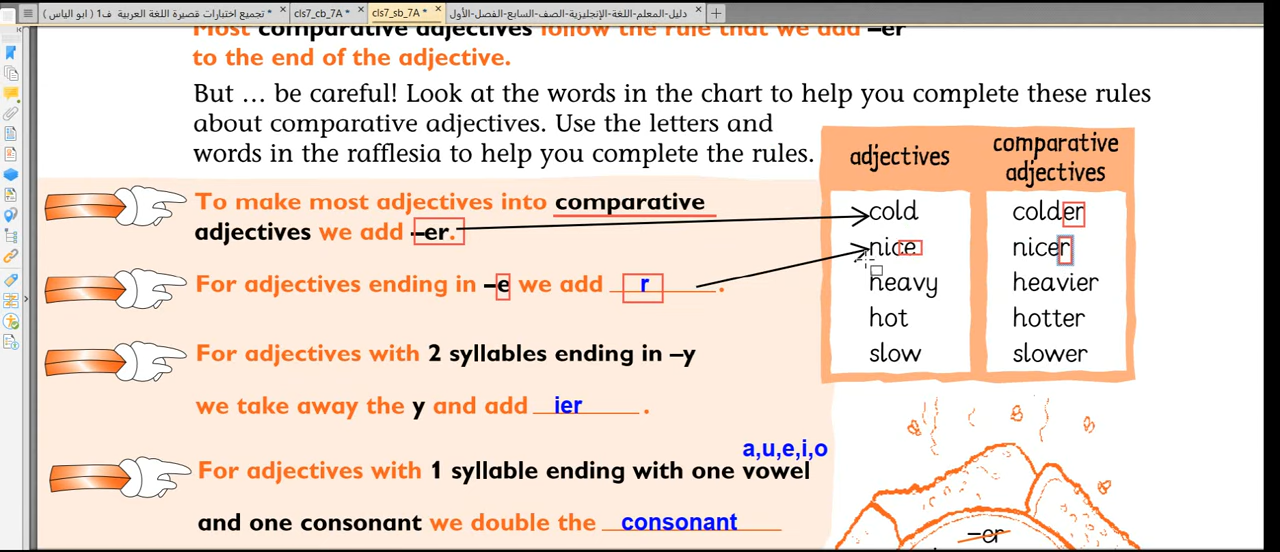 تجميع اختبارات قصيرة اللغة العربية ف1 ( ابو الياس ) *
cls7_cb_7A *
cls7_sb_7A *
دليل-المعلم-اللغة-الإنجليزية-الصف-السابع-الفصل-الأول
Most comparative adjectives follow the rule that we add –er
to the end of the adjective.
But … be careful! Look at the words in the chart to help you complete these rules
about comparative adjectives. Use the letters and
words in the rafflesia to help you complete the rules.
To make most adjectives into comparative
adjectives we add –er.
For adjectives ending in –e we add r .
For adjectives with 2 syllables ending in –y
we take away the y and add ier .
a,u,e,i,o
For adjectives with 1 syllable ending with one vowel
and one consonant we double the consonant
adjectives comparative adjectives
cold colder
nice nicer
heavy heavier
hot hotter
slow slower
–er